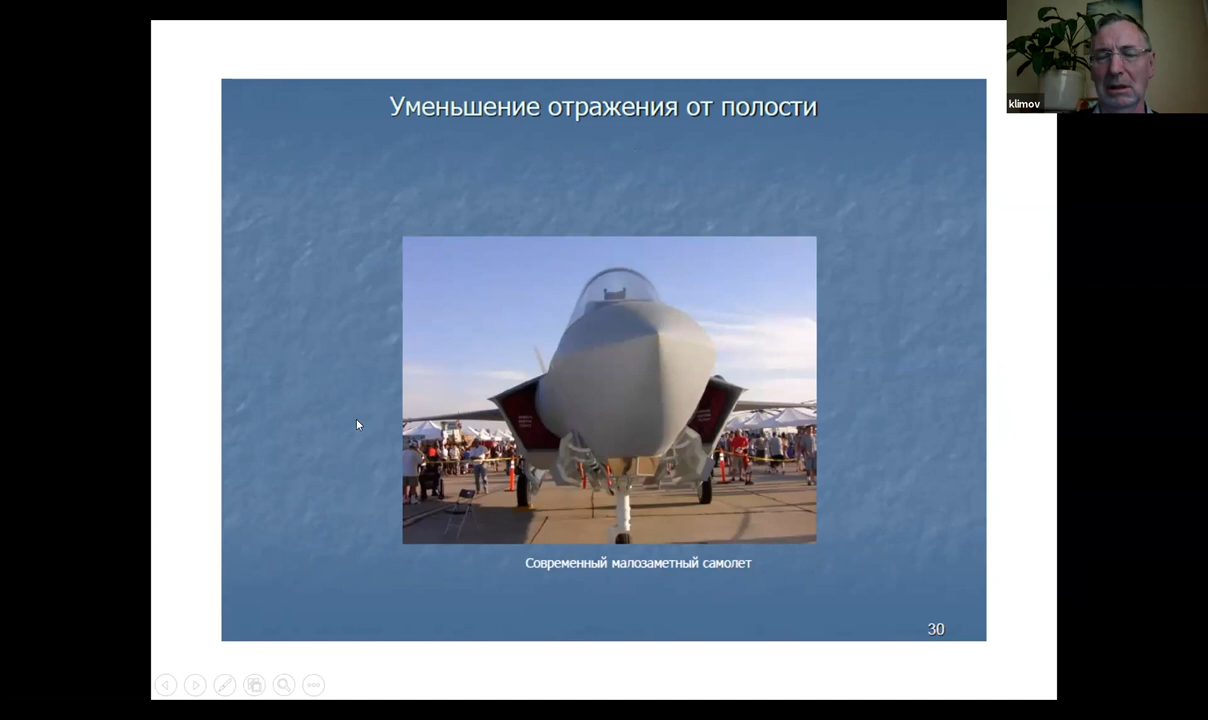 klimov
Уменьшение отражения от полости
Современный малозаметный самолет
30